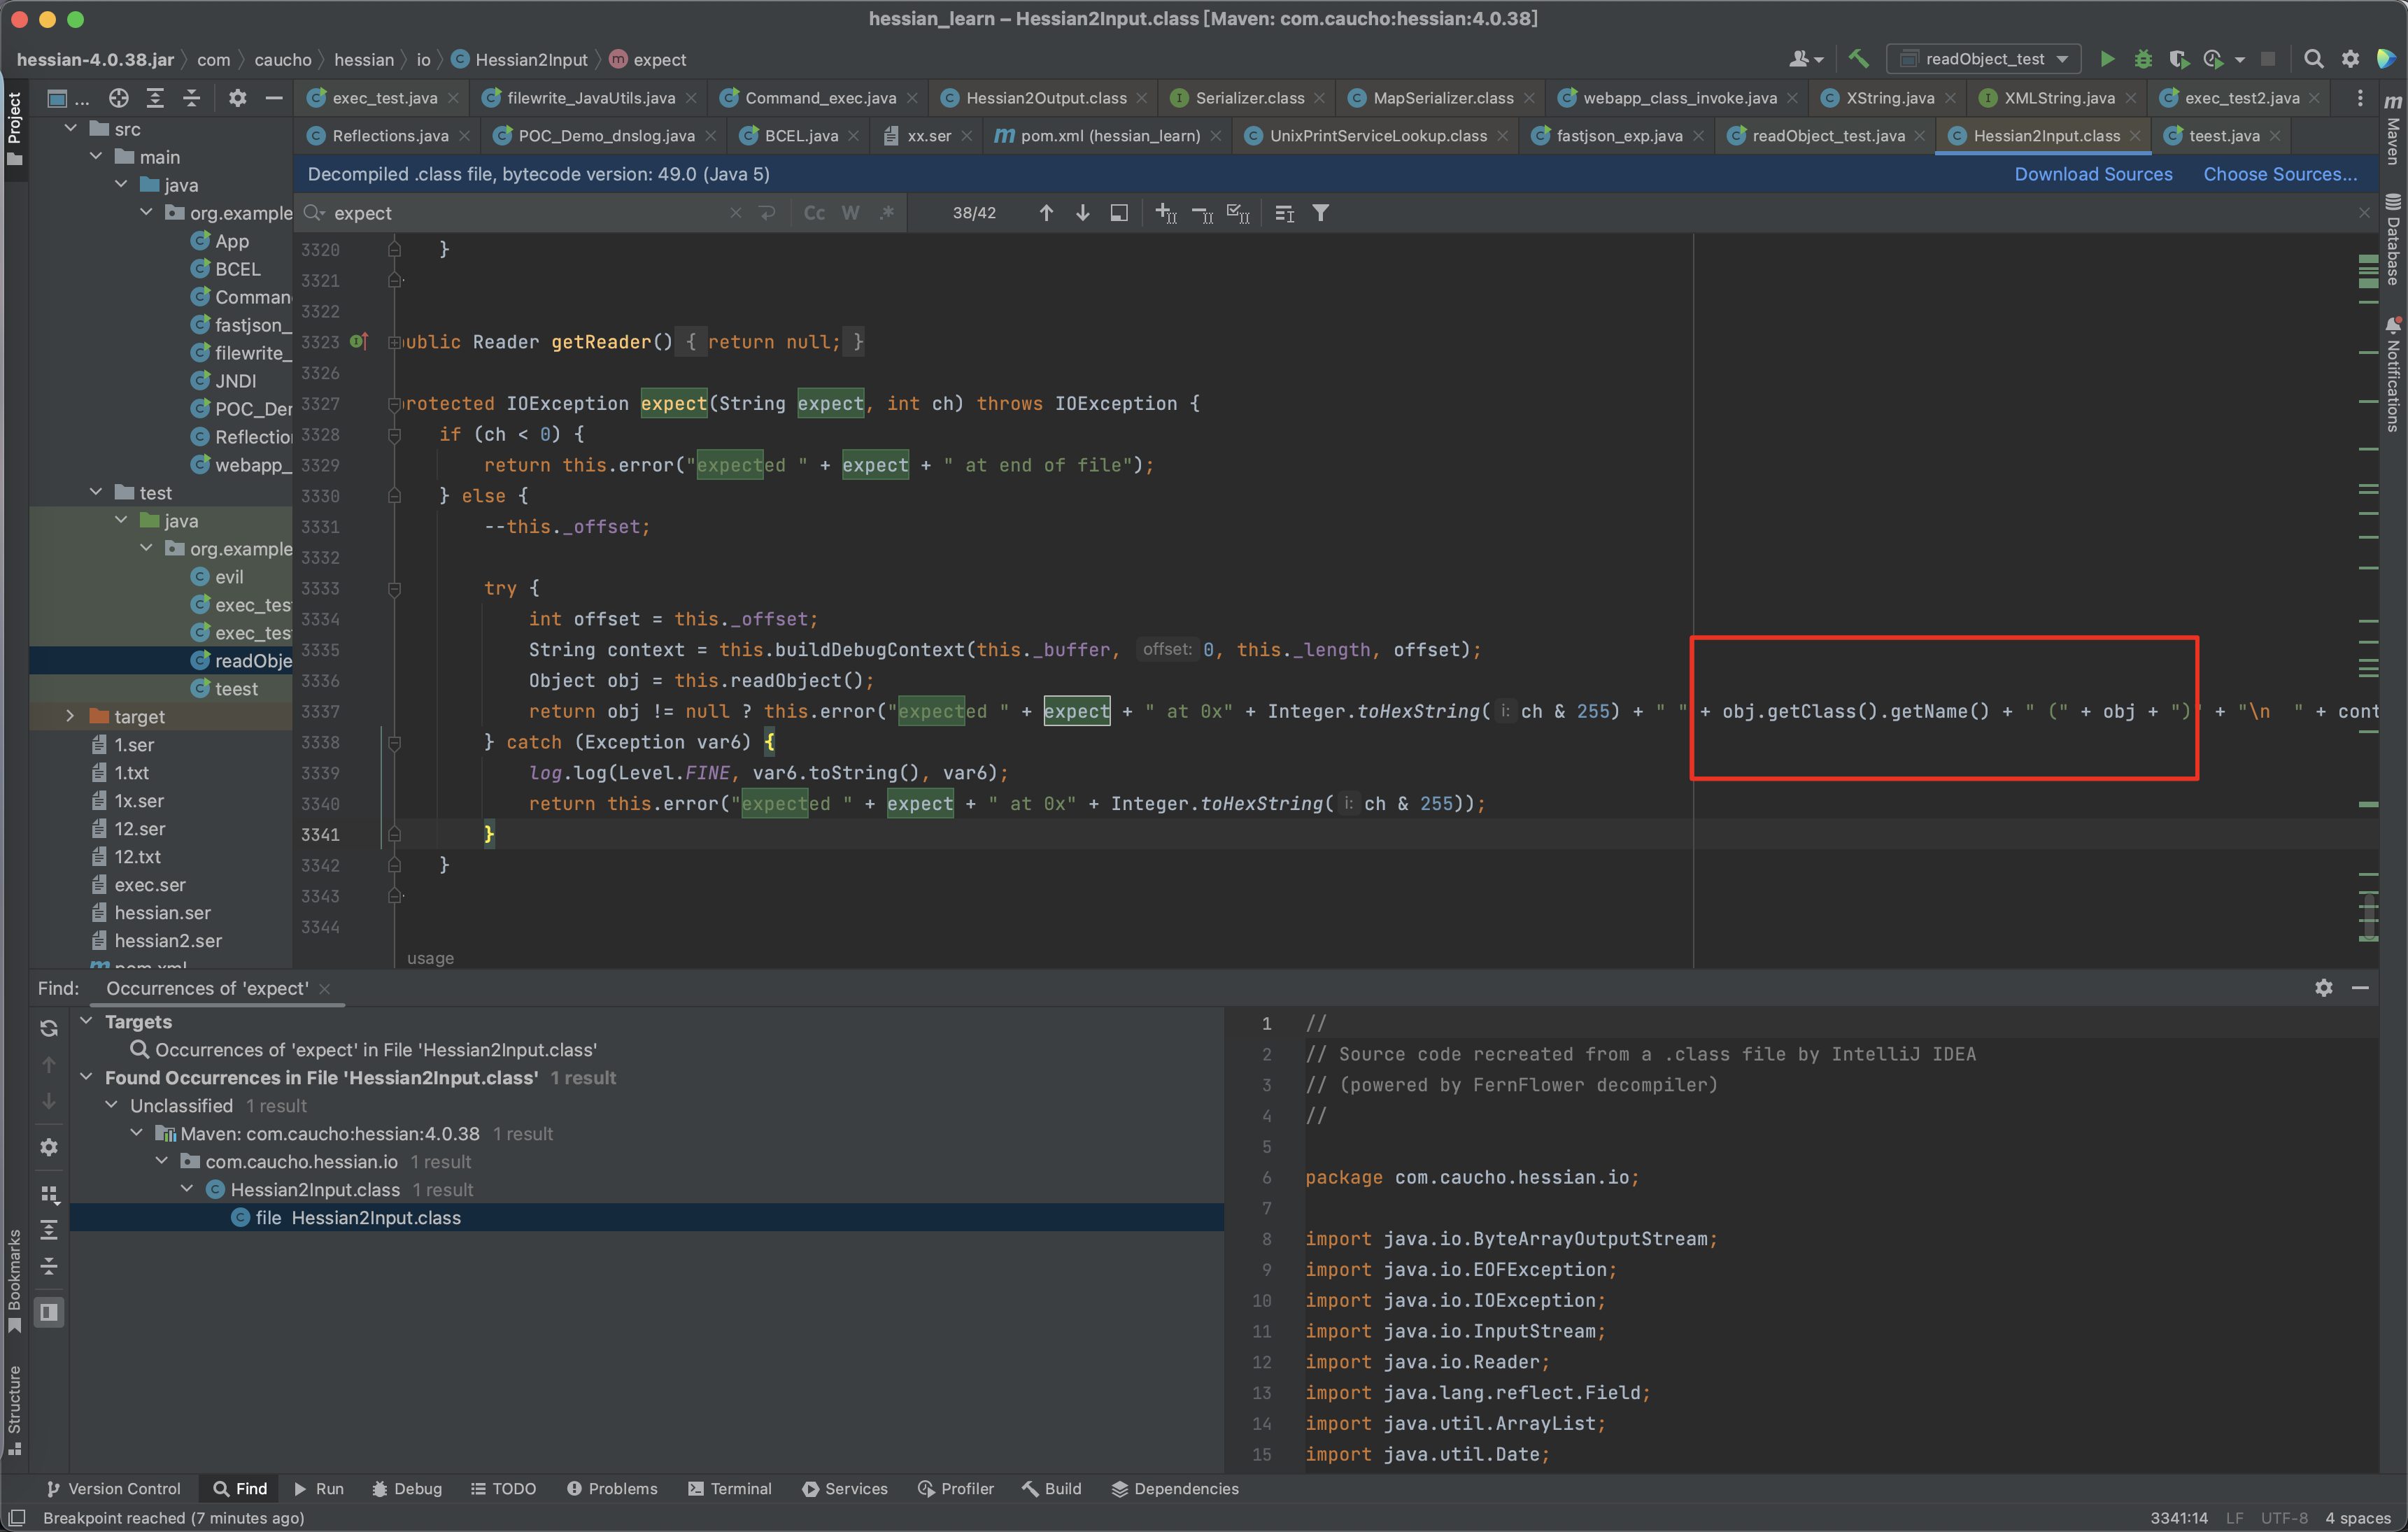 hessian_learn – Hessian2Input.class [Maven: com.caucho:hessian:4.0.38]
hessian-4.0.38.jar com caucho hessian io Hessian2Input expect
readObject_test
Project
...
exec_test.java filewrite_JavaUtils.java Command_exec.java Hessian2Output.class Serializer.class MapSerializer.class webapp_class_invoke.java XString.java XMLString.java exec_test2.java
Reflections.java POC_Demo_dnslog.java BCEL.java xx.ser pom.xml (hessian_learn) UnixPrintServiceLookup.class fastjson_exp.java readObject_test.java Hessian2Input.class teest.java
Maven
Database
Notifications
src
main
java
org.example
App
BCEL
Comman
fastjson_
filewrite_
JNDI
POC_Der
Reflection
webapp_
test
java
org.example
evil
exec_tes
exec_tes
readObje
teest
target
1.ser
1.txt
1x.ser
12.ser
12.txt
exec.ser
hessian.ser
hessian2.ser
pom.xml
Decompiled .class file, bytecode version: 49.0 (Java 5) Download Sources Choose Sources...
expect Cc W .* 38/42
3320 }
3321
3322
3323 ublic Reader getReader() { return null; }
3326
3327 rotected IOException expect(String expect, int ch) throws IOException {
3328 if (ch < 0) {
3329 return this.error("expected " + expect + " at end of file");
3330 } else {
3331 --this._offset;
3332
3333 try {
3334 int offset = this._offset;
3335 String context = this.buildDebugContext(this._buffer, offset: 0, this._length, offset);
3336 Object obj = this.readObject();
3337 return obj != null ? this.error("expected " + expect + " at 0x" + Integer.toHexString( i: ch & 255) + " " + obj.getClass().getName() + " (" + obj + ")" + "\n  " + cont
3338 } catch (Exception var6) {
3339 log.log(Level.FINE, var6.toString(), var6);
3340 return this.error("expected " + expect + " at 0x" + Integer.toHexString( i: ch & 255));
3341 }
3342 }
3343
3344
usage
Find: Occurrences of 'expect'
Targets
Occurrences of 'expect' in File 'Hessian2Input.class'
Found Occurrences in File 'Hessian2Input.class' 1 result
Unclassified 1 result
Maven: com.caucho:hessian:4.0.38 1 result
com.caucho.hessian.io 1 result
Hessian2Input.class 1 result
file Hessian2Input.class
1 //
2 // Source code recreated from a .class file by IntelliJ IDEA
3 // (powered by FernFlower decompiler)
4 //
5
6 package com.caucho.hessian.io;
7
8 import java.io.ByteArrayOutputStream;
9 import java.io.EOFException;
10 import java.io.IOException;
11 import java.io.InputStream;
12 import java.io.Reader;
13 import java.lang.reflect.Field;
14 import java.util.ArrayList;
15 import java.util.Date;
Bookmarks
Structure
Version Control Find Run Debug TODO Problems Terminal Services Profiler Build Dependencies
Breakpoint reached (7 minutes ago) 3341:14 LF UTF-8 4 spaces